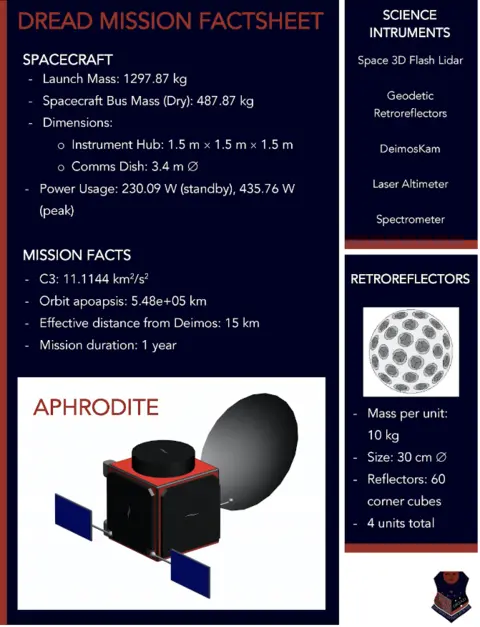 DREAD MISSION FACTSHEET
SPACECRAFT
- Launch Mass: 1297.87 kg
- Spacecraft Bus Mass (Dry): 487.87 kg
- Dimensions:
o Instrument Hub: 1.5 m × 1.5 m × 1.5 m
o Comms Dish: 3.4 m ∅
- Power Usage: 230.09 W (standby), 435.76 W
(peak)
MISSION FACTS
- C3: 11.1144 km²/s²
- Orbit apoapsis: 5.48e+05 km
- Effective distance from Deimos: 15 km
- Mission duration: 1 year
APHRODITE
SCIENCE
INTRUMENTS
Space 3D Flash Lidar
Geodetic
Retroreflectors
DeimosKam
Laser Altimeter
Spectrometer
RETROREFLECTORS
- Mass per unit:
10 kg
- Size: 30 cm ∅
- Reflectors: 60
corner cubes
- 4 units total